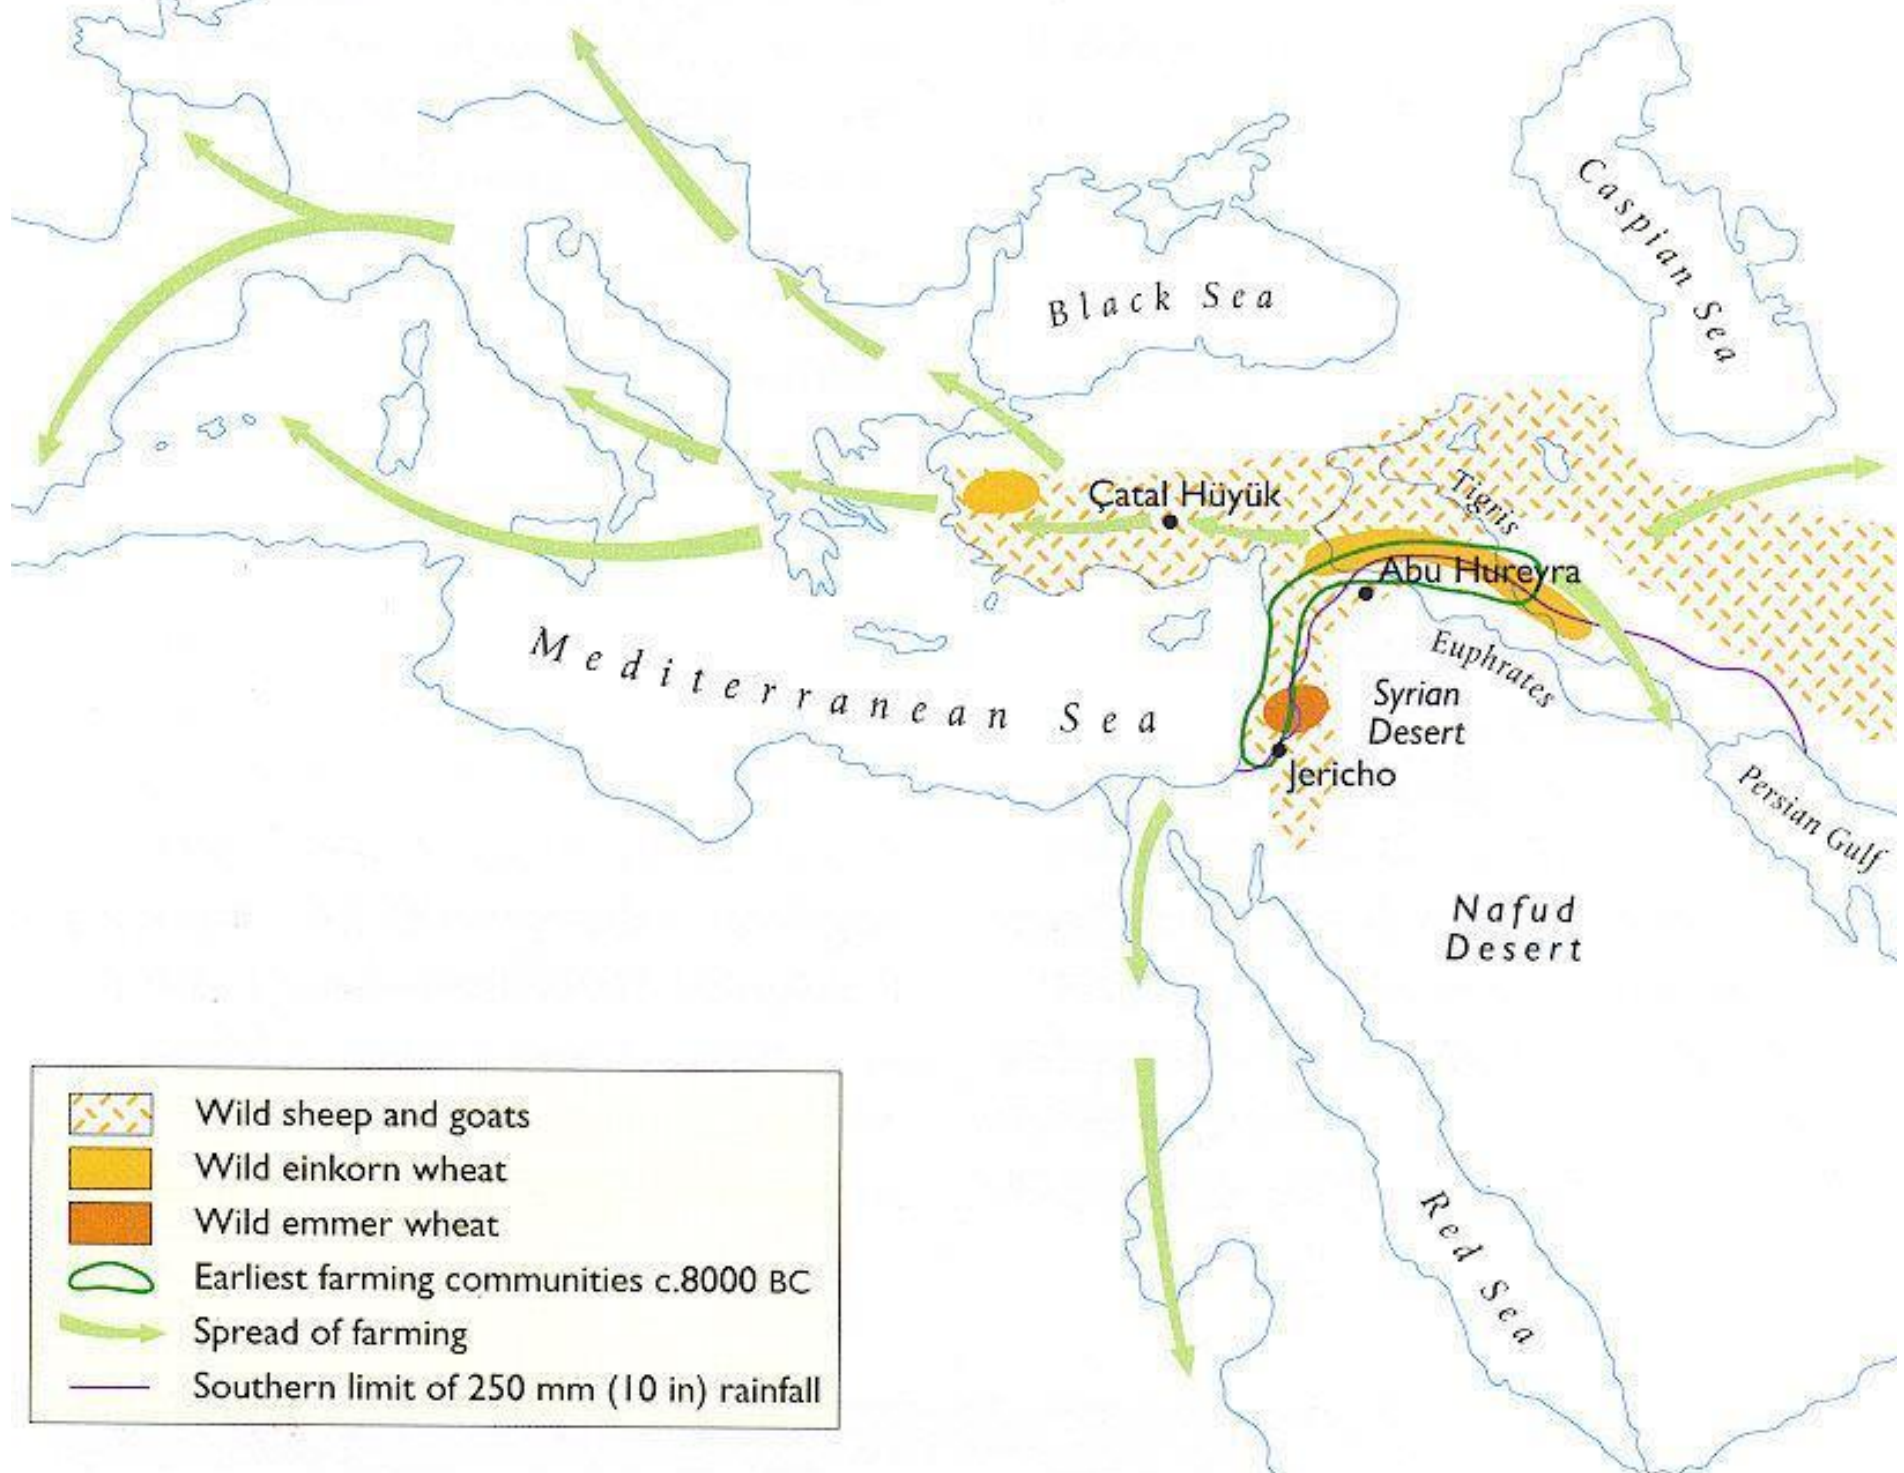 Caspian Sea
Black Sea
Çatal Hüyük
Tigris
Abu Hureyra
Euphrates
Mediterranean Sea
Syrian
Desert
Jericho
Persian Gulf
Nafud
Desert
Red Sea
Wild sheep and goats
Wild einkorn wheat
Wild emmer wheat
Earliest farming communities c.8000 BC
Spread of farming
Southern limit of 250 mm (10 in) rainfall